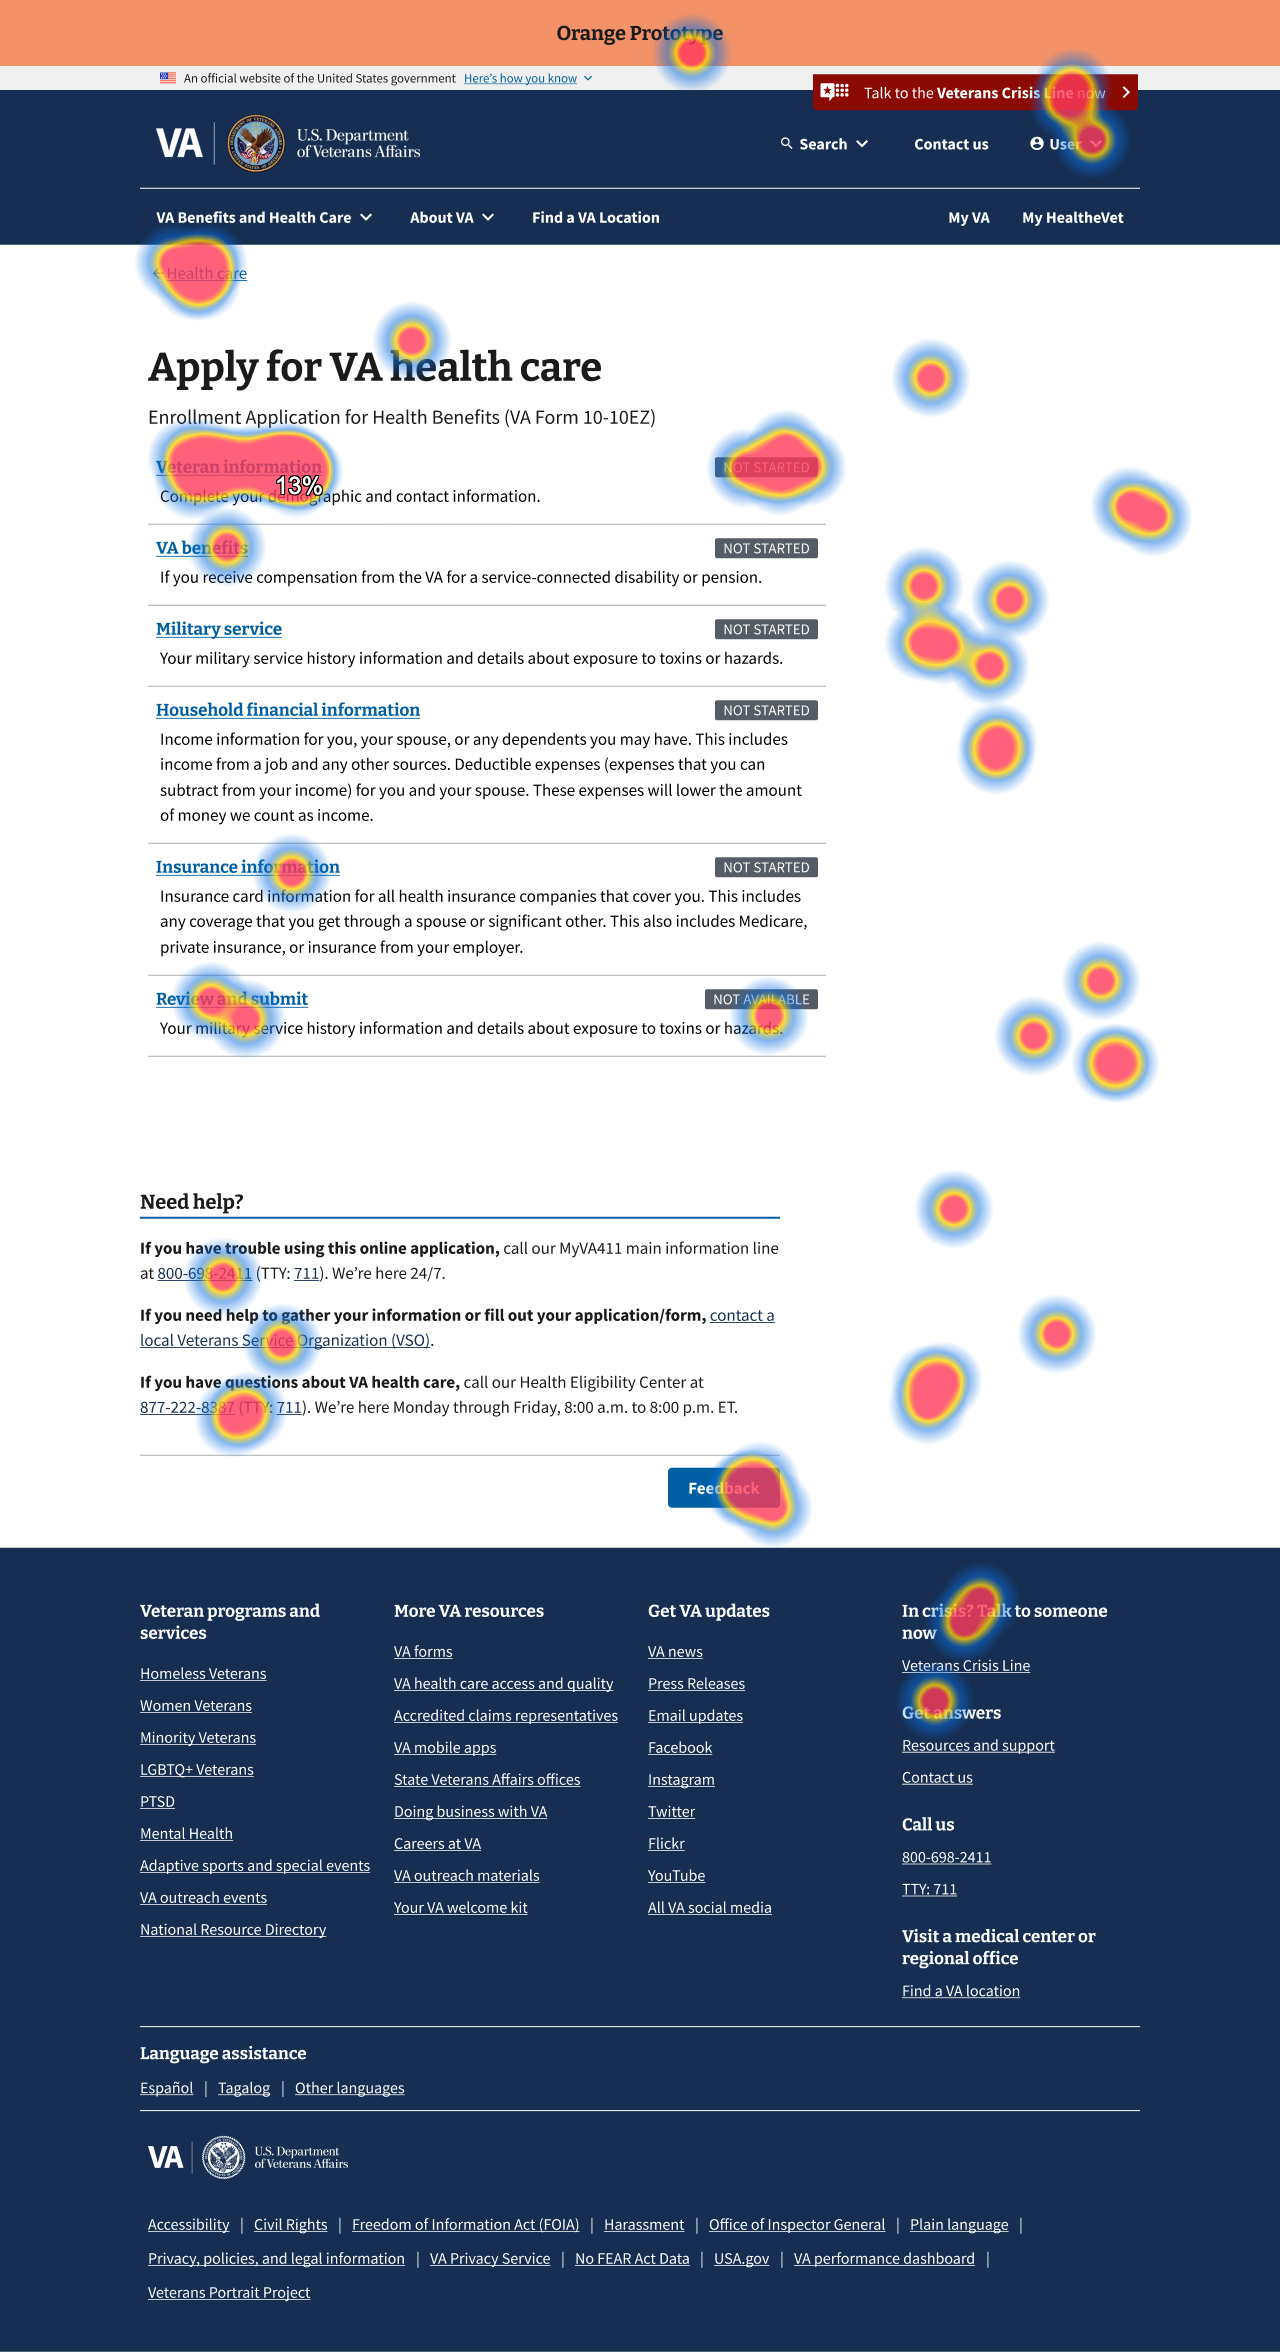 Orange Prototype
An official website of the United States government Here's how you know
Talk to the Veterans Crisis Line now
VA U.S. Department of Veterans Affairs
Search Contact us User
VA Benefits and Health Care About VA Find a VA Location My VA My HealtheVet
Health care
Apply for VA health care
Enrollment Application for Health Benefits (VA Form 10-10EZ)
Veteran information NOT STARTED
13%
Complete your demographic and contact information.
VA benefits NOT STARTED
If you receive compensation from the VA for a service-connected disability or pension.
Military service NOT STARTED
Your military service history information and details about exposure to toxins or hazards.
Household financial information NOT STARTED
Income information for you, your spouse, or any dependents you may have. This includes
income from a job and any other sources. Deductible expenses (expenses that you can
subtract from your income) for you and your spouse. These expenses will lower the amount
of money we count as income.
Insurance information NOT STARTED
Insurance card information for all health insurance companies that cover you. This includes
any coverage that you get through a spouse or significant other. This also includes Medicare,
private insurance, or insurance from your employer.
Review and submit NOT AVAILABLE
Your military service history information and details about exposure to toxins or hazards.
Need help?
If you have trouble using this online application, call our MyVA411 main information line
at 800-698-2411 (TTY: 711). We're here 24/7.
If you need help to gather your information or fill out your application/form, contact a
local Veterans Service Organization (VSO).
If you have questions about VA health care, call our Health Eligibility Center at
877-222-8387 (TTY: 711). We're here Monday through Friday, 8:00 a.m. to 8:00 p.m. ET.
Feedback
Veteran programs and
services
Homeless Veterans
Women Veterans
Minority Veterans
LGBTQ+ Veterans
PTSD
Mental Health
Adaptive sports and special events
VA outreach events
National Resource Directory
More VA resources
VA forms
VA health care access and quality
Accredited claims representatives
VA mobile apps
State Veterans Affairs offices
Doing business with VA
Careers at VA
VA outreach materials
Your VA welcome kit
Get VA updates
VA news
Press Releases
Email updates
Facebook
Instagram
Twitter
Flickr
YouTube
All VA social media
In crisis? Talk to someone
now
Veterans Crisis Line
Get answers
Resources and support
Contact us
Call us
800-698-2411
TTY: 711
Visit a medical center or
regional office
Find a VA location
Language assistance
Español | Tagalog | Other languages
VA U.S. Department of Veterans Affairs
Accessibility | Civil Rights | Freedom of Information Act (FOIA) | Harassment | Office of Inspector General | Plain language |
Privacy, policies, and legal information | VA Privacy Service | No FEAR Act Data | USA.gov | VA performance dashboard |
Veterans Portrait Project